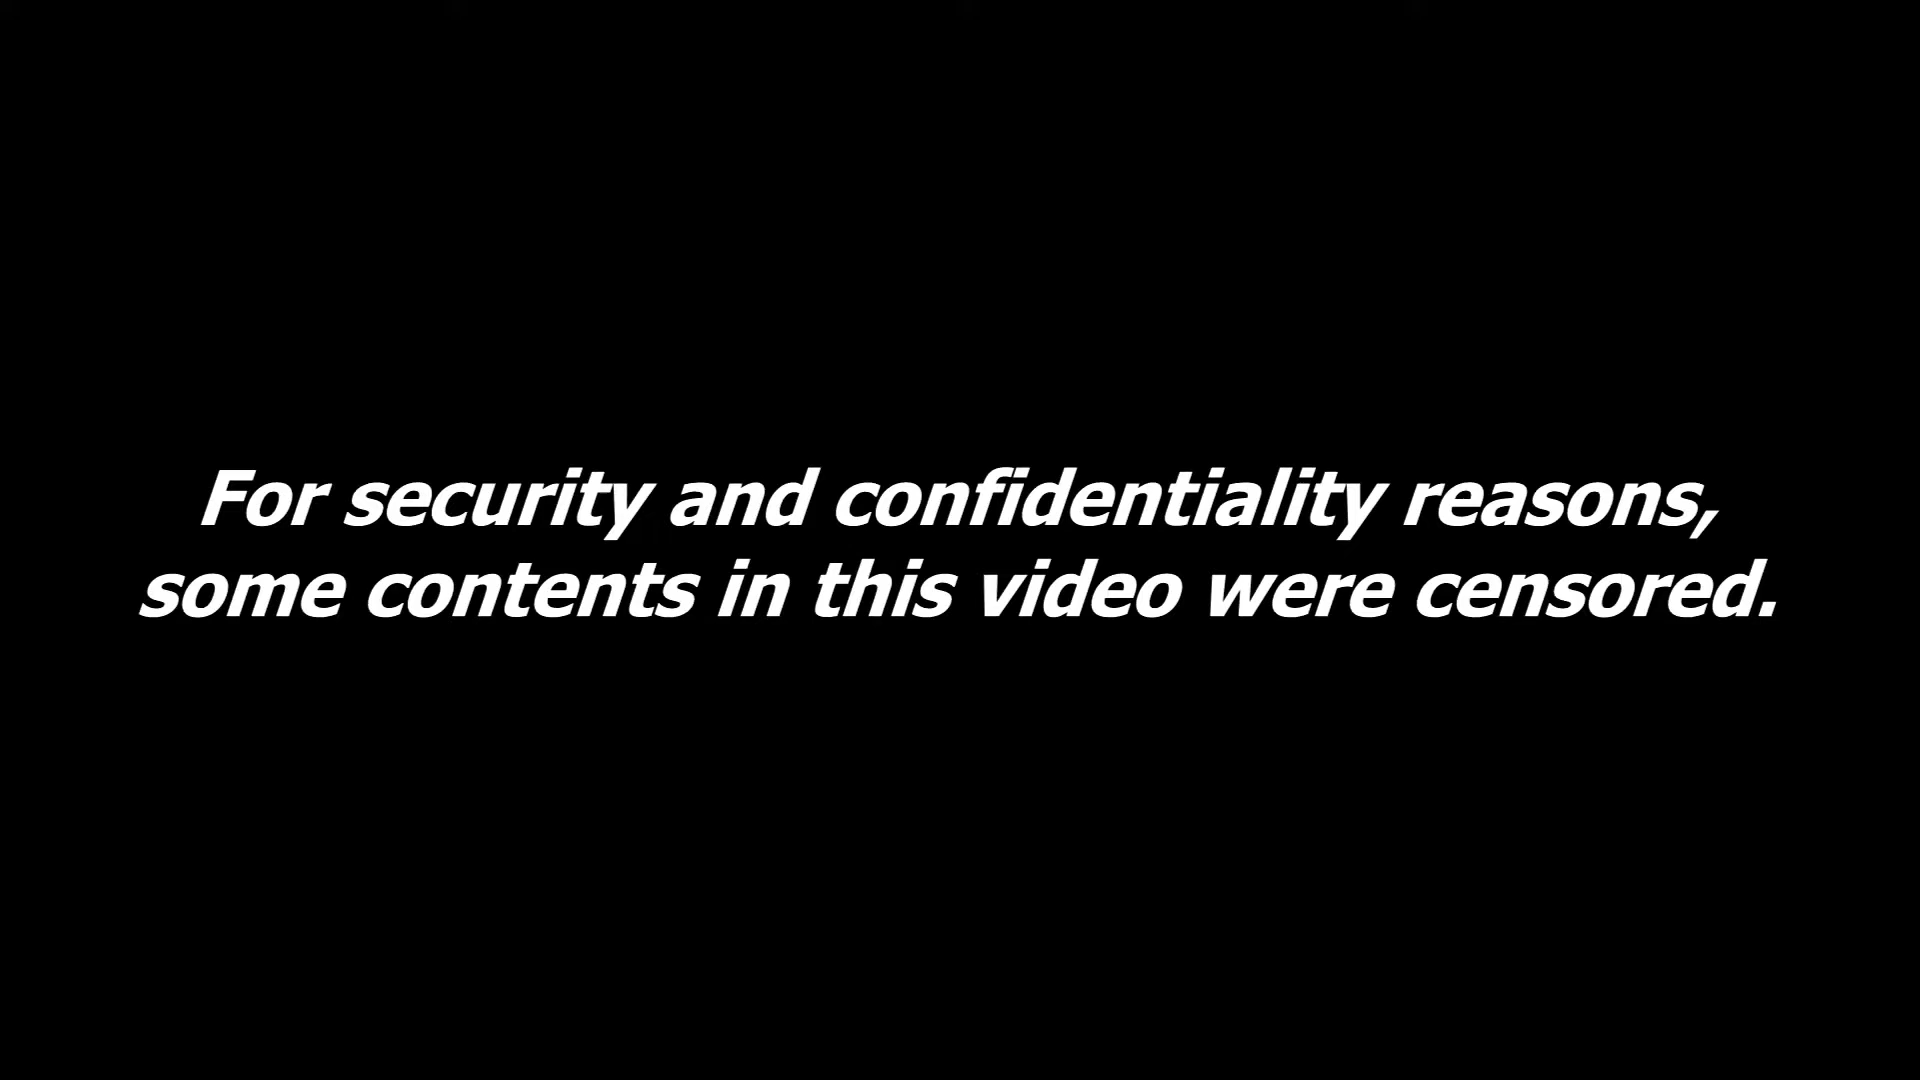 For security and confidentiality reasons,
some contents in this video were censored.